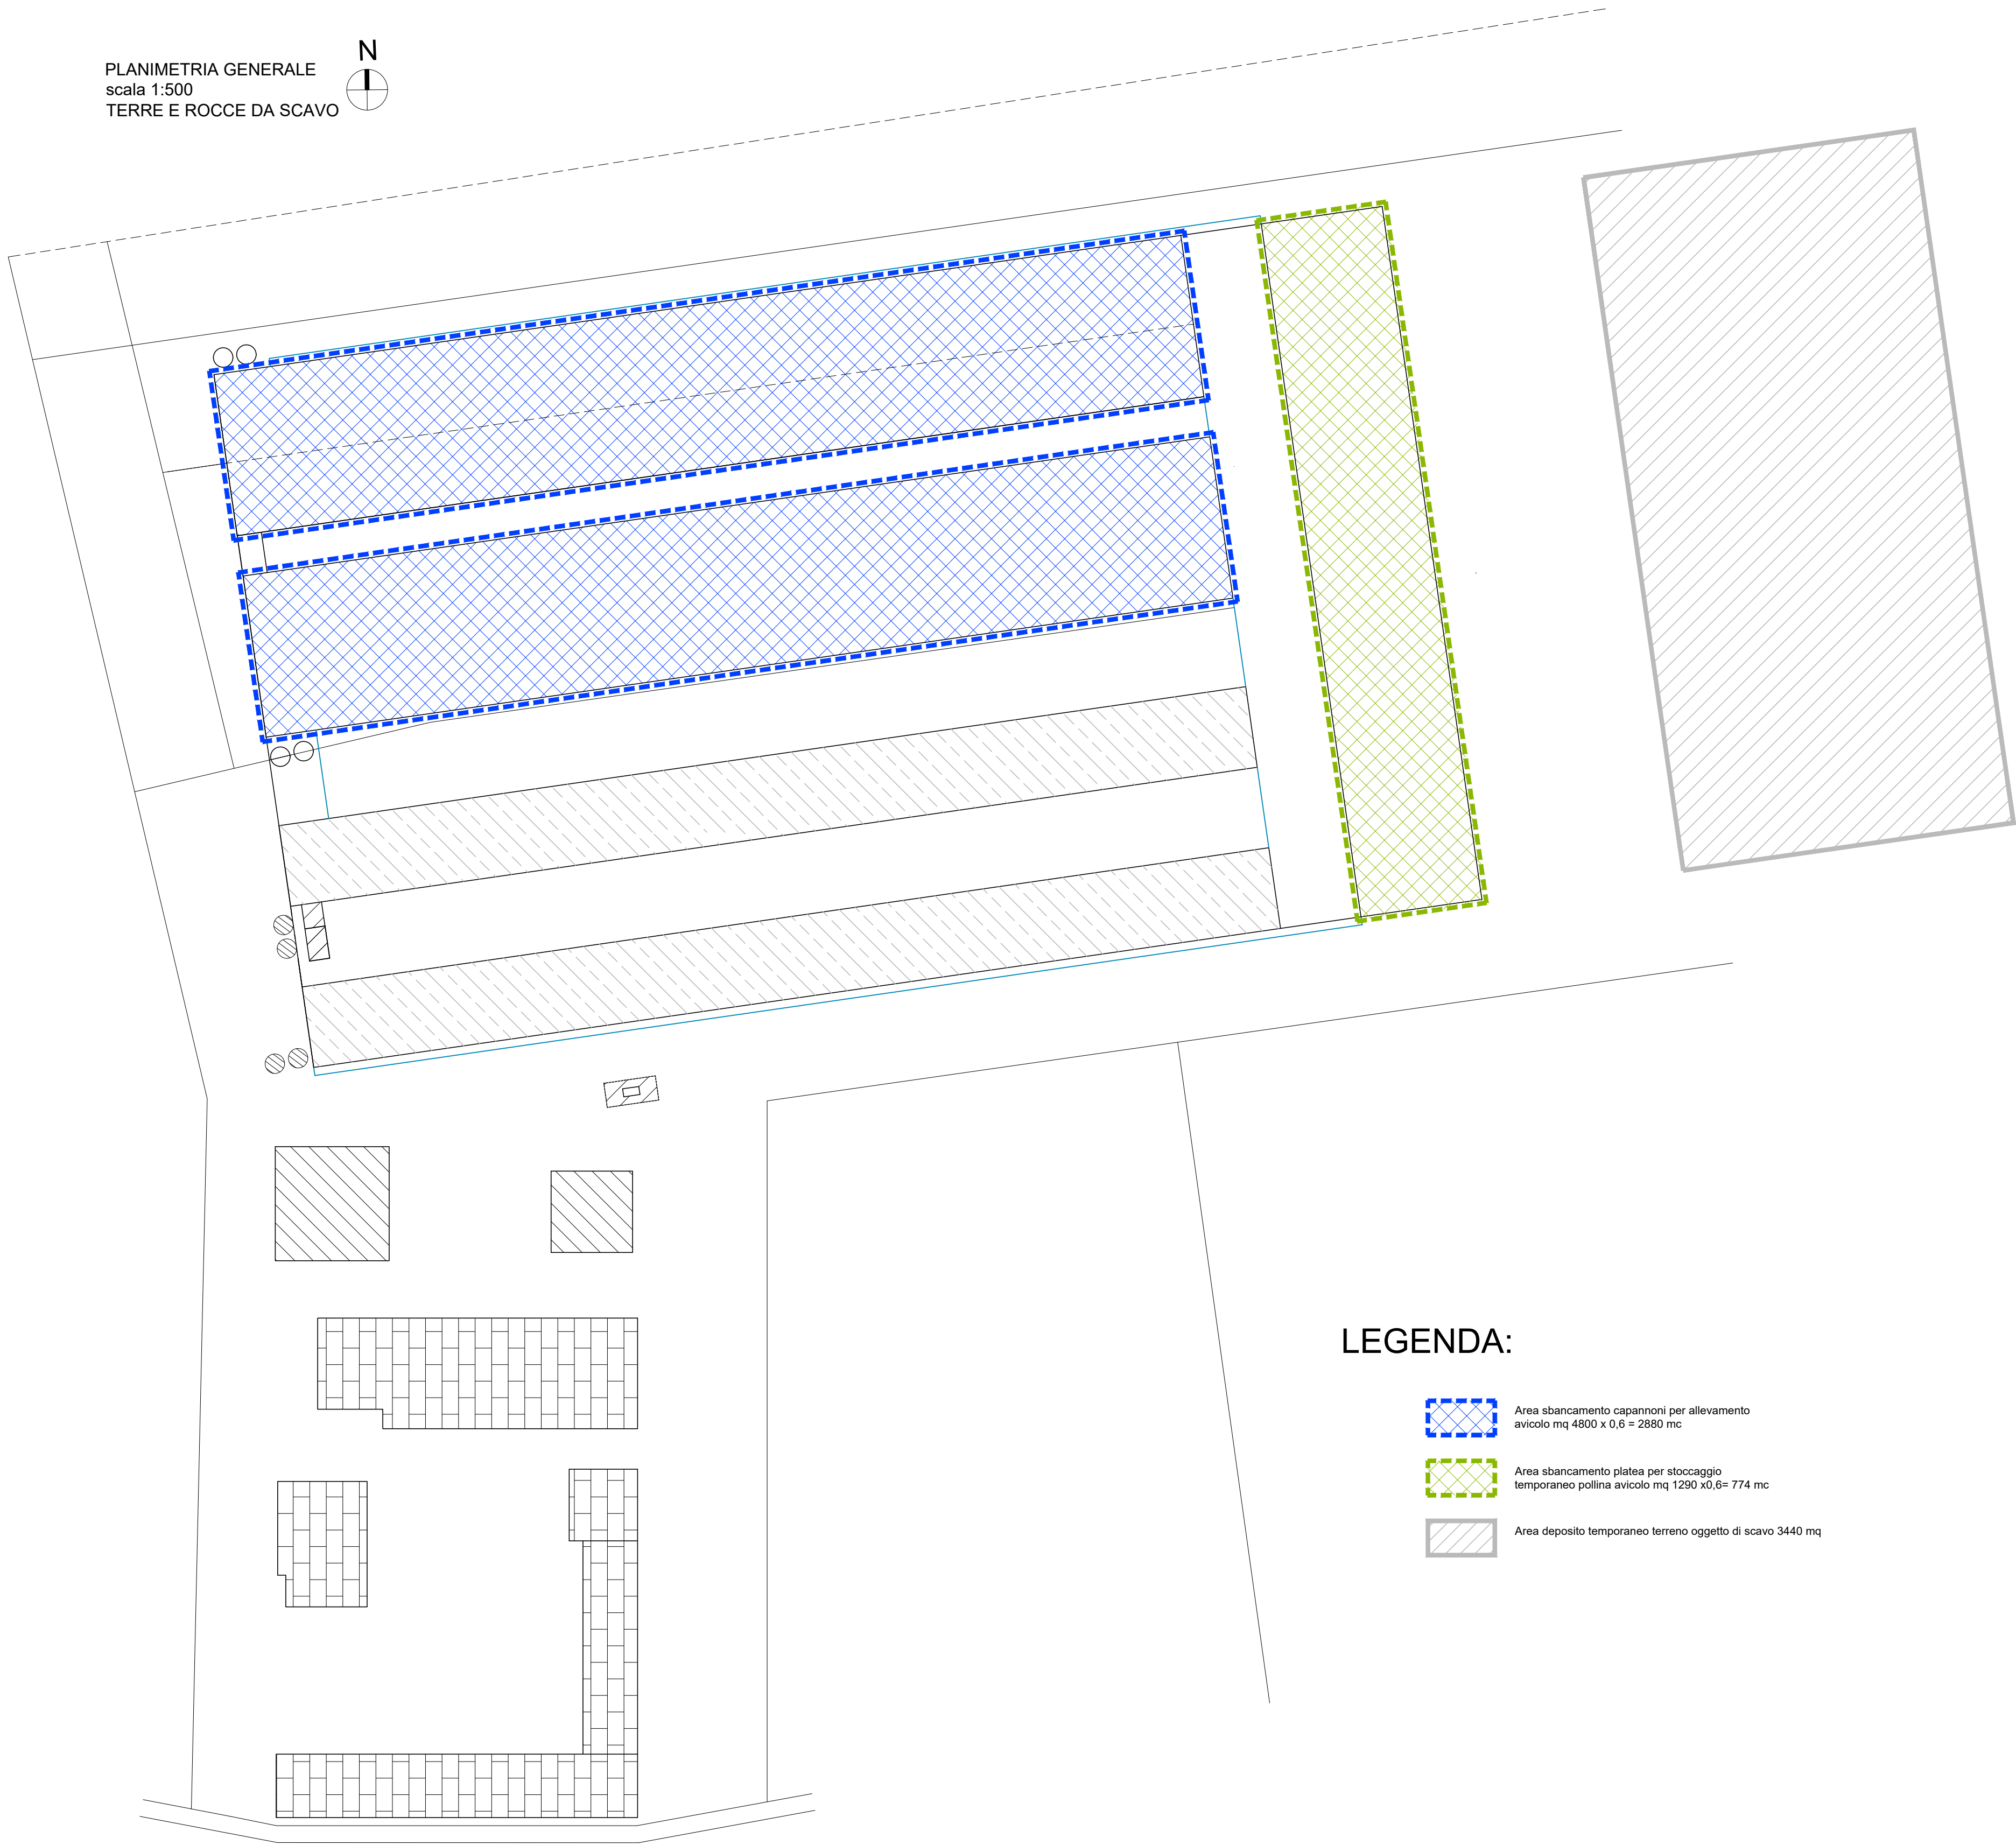 N
PLANIMETRIA GENERALE
scala 1:500
TERRE E ROCCE DA SCAVO
LEGENDA:
Area sbancamento capannoni per allevamento
avicolo mq 4800 x 0,6 = 2880 mc
Area sbancamento platea per stoccaggio
temporaneo pollina avicolo mq 1290 x0,6= 774 mc
Area deposito temporaneo terreno oggetto di scavo 3440 mq